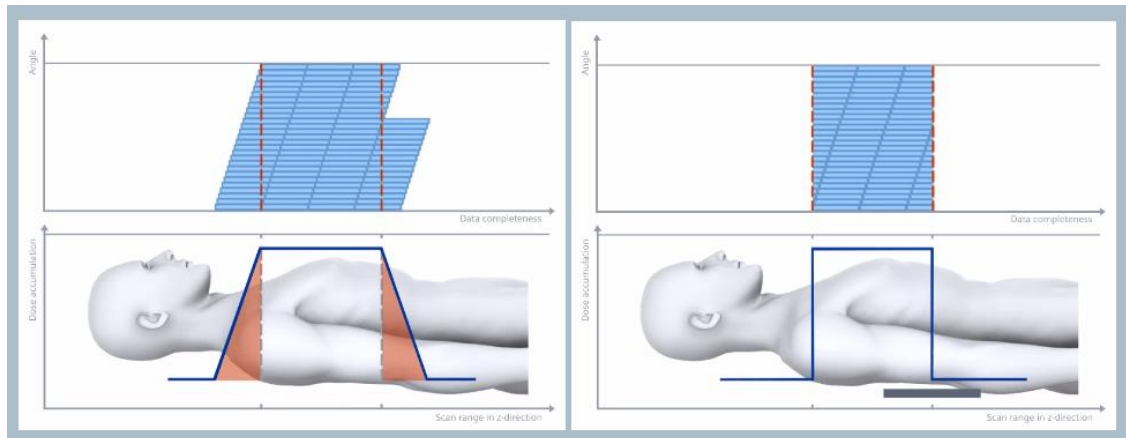 Angle
Data completeness
Dose accumulation
Scan range in z-direction
Angle
Data completeness
Dose accumulation
Scan range in z-direction